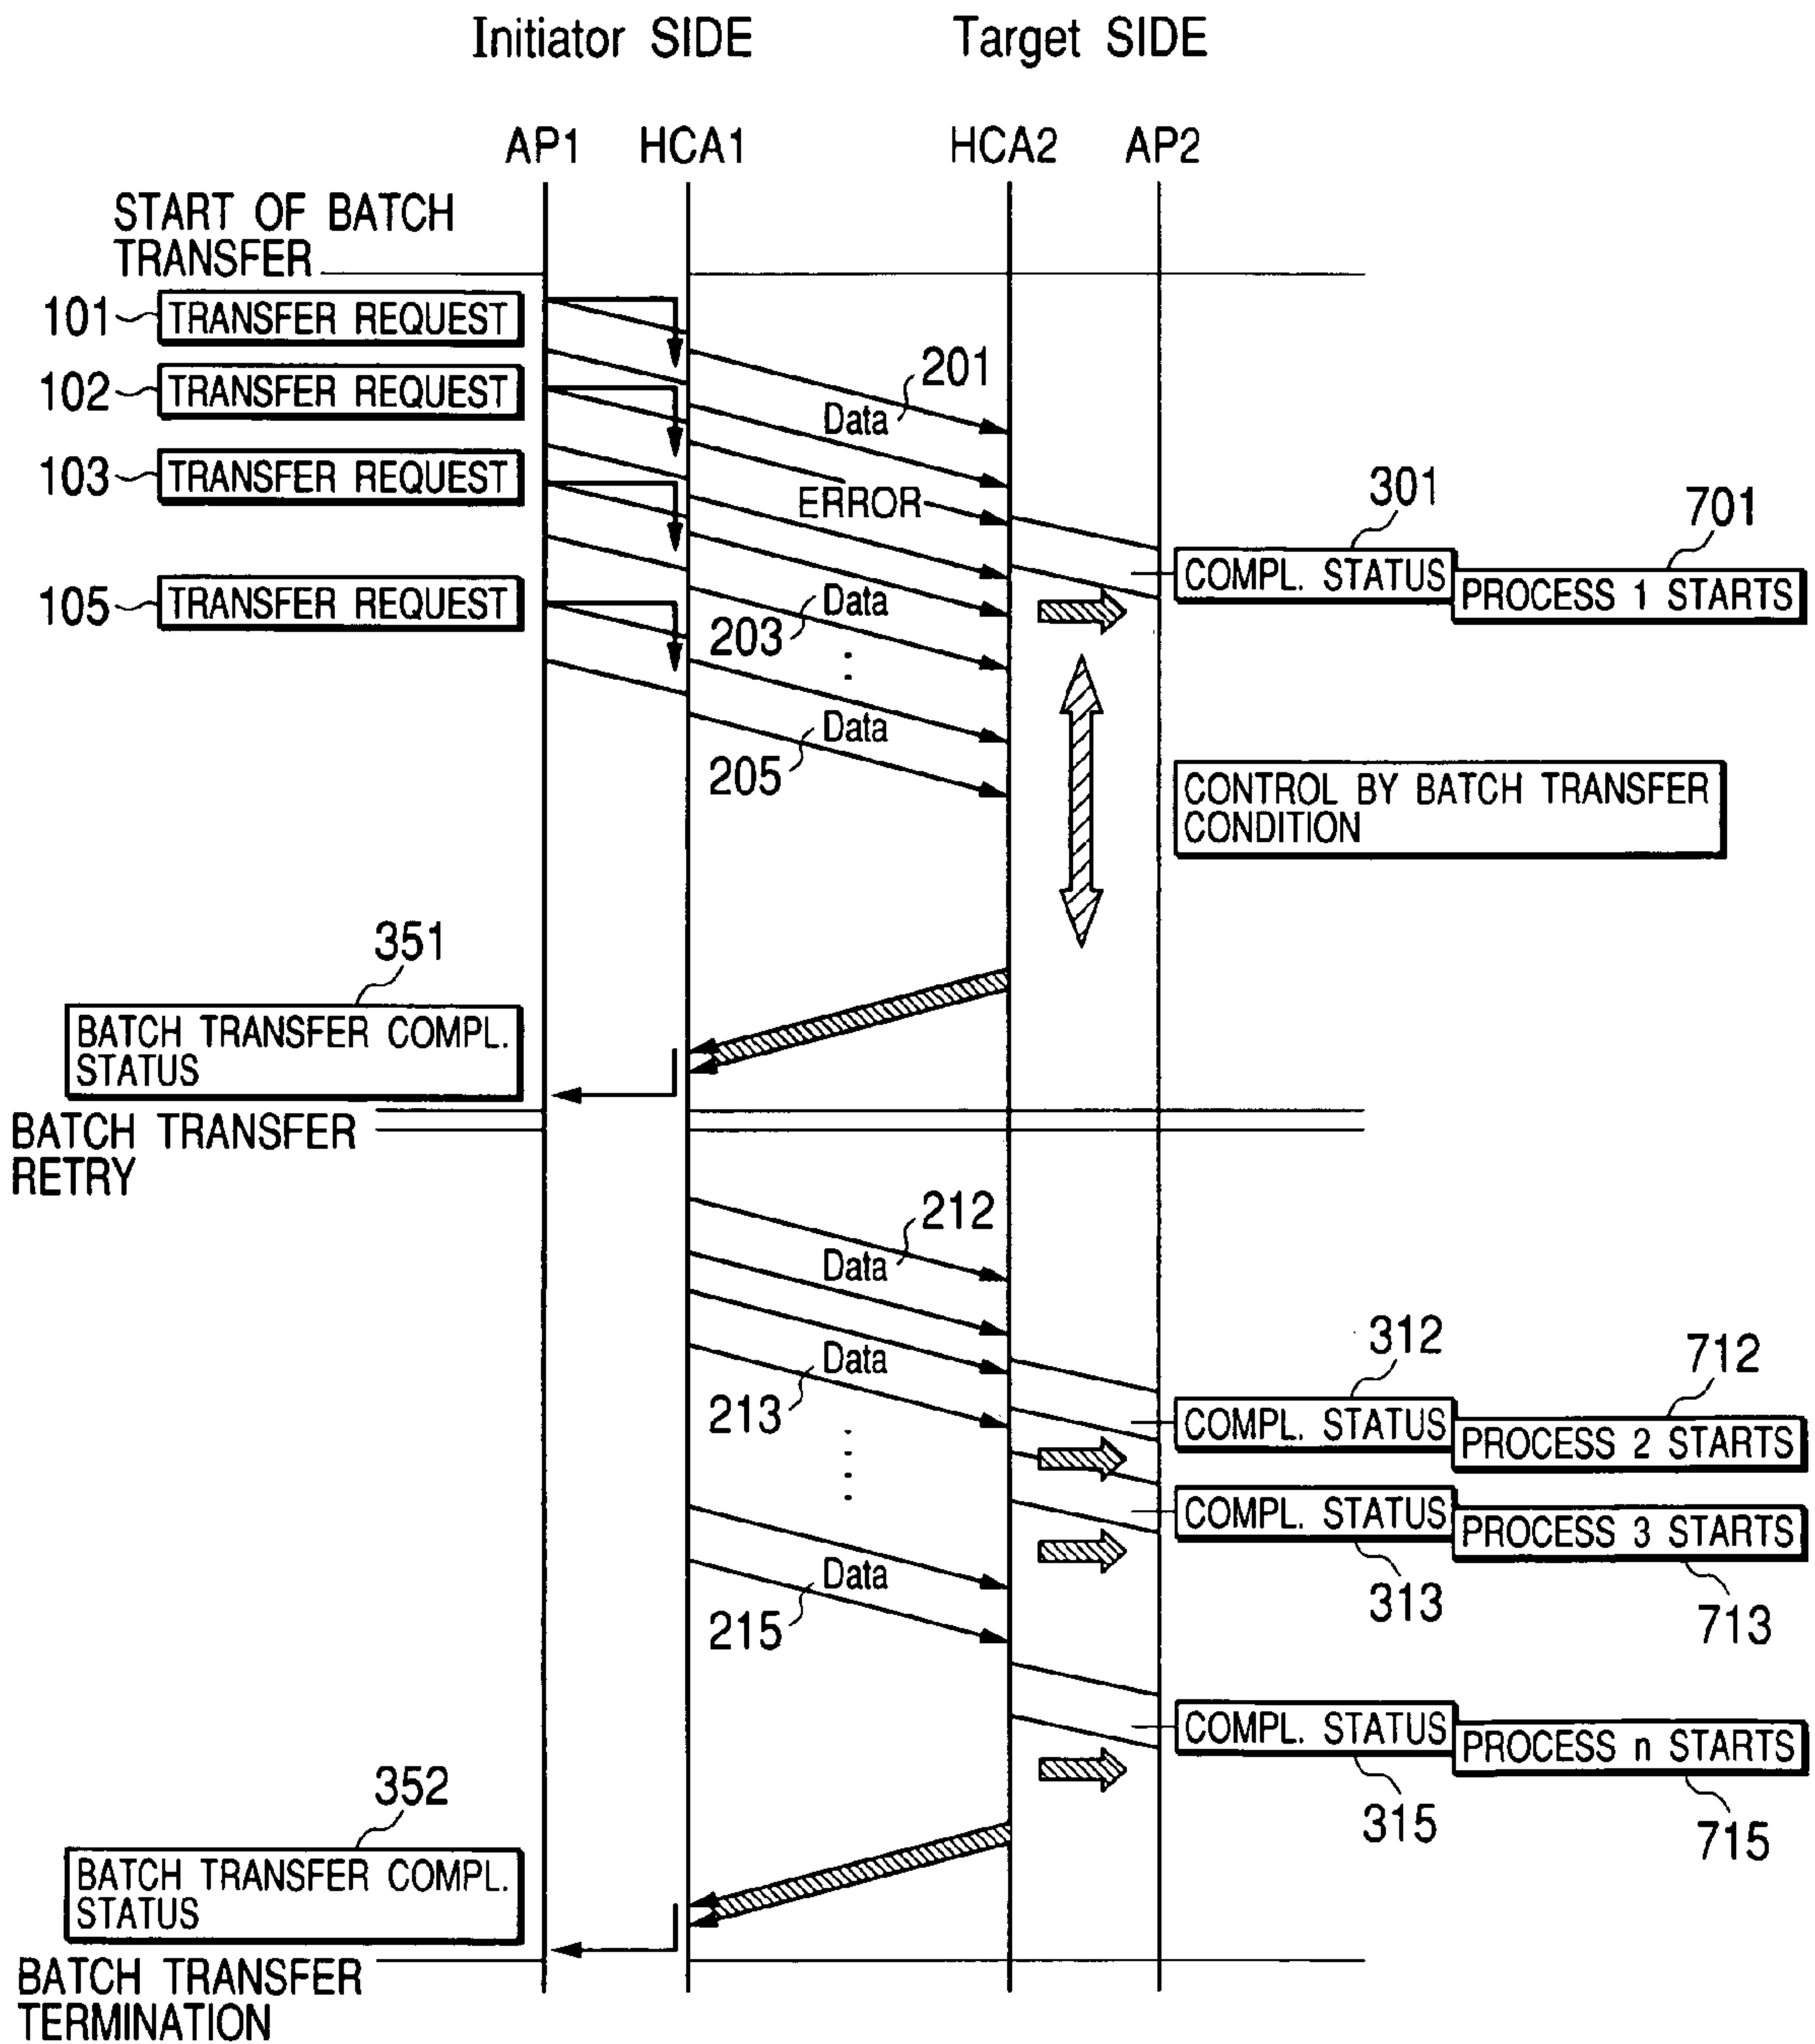 Initiator SIDE
Target SIDE
AP1
HCA1
HCA2
AP2
START OF BATCH
TRANSFER
101
TRANSFER REQUEST
102
TRANSFER REQUEST
103
TRANSFER REQUEST
105
TRANSFER REQUEST
201
Data
ERROR
Data
203
Data
205
301
701
COMPL. STATUS
PROCESS 1 STARTS
CONTROL BY BATCH TRANSFER
CONDITION
351
BATCH TRANSFER COMPL.
STATUS
BATCH TRANSFER
RETRY
212
Data
Data
213
Data
215
312
712
COMPL. STATUS
PROCESS 2 STARTS
COMPL. STATUS
PROCESS 3 STARTS
313
713
COMPL. STATUS
PROCESS n STARTS
315
715
352
BATCH TRANSFER COMPL.
STATUS
BATCH TRANSFER
TERMINATION